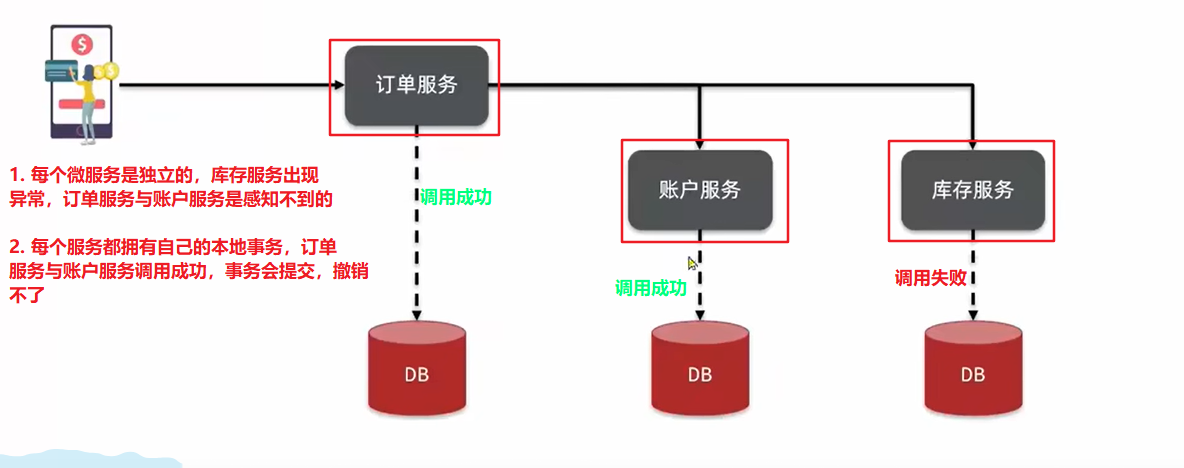 $
订单服务
账户服务
库存服务
1. 每个微服务是独立的，库存服务出现
异常，订单服务与账户服务是感知不到的
调用成功
2. 每个服务都拥有自己的本地事务，订单
服务与账户服务调用成功，事务会提交，撤销
不了
调用成功
调用失败
DB
DB
DB